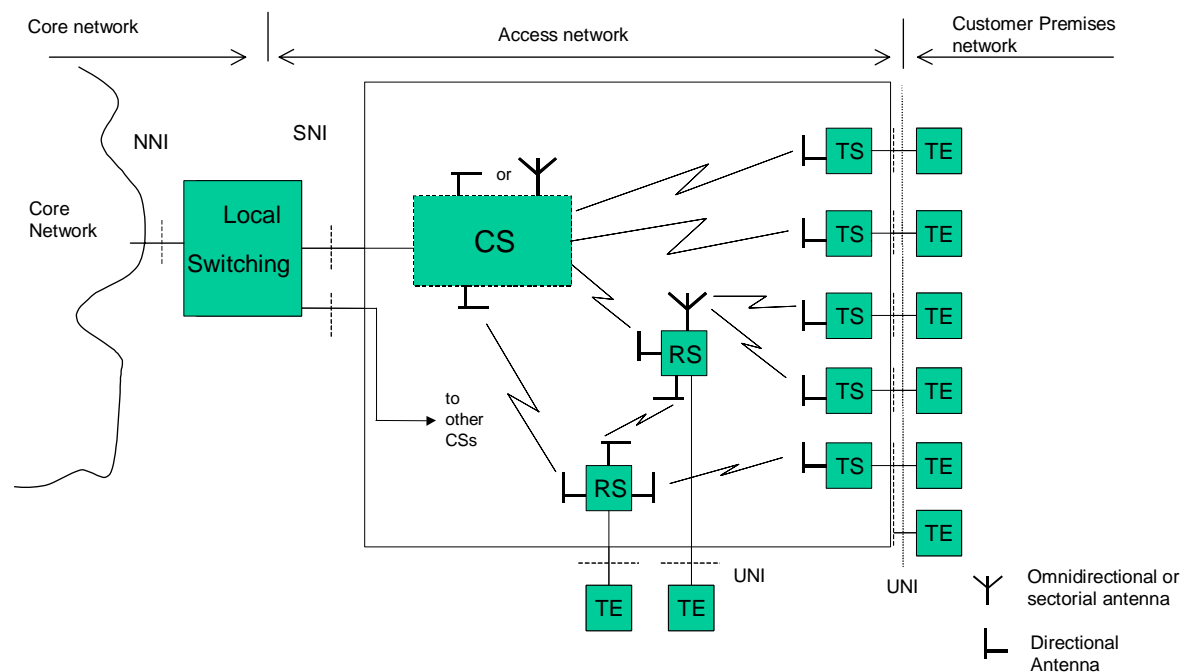 Core network
Access network
Customer Premises
network
NNI
SNI
TS
TE
or
Core
Network
Local
Switching
CS
TS
TE
TS
TE
RS
to
other
CSs
TS
TE
TS
TE
RS
TE
UNI
UNI
TE
TE
Omnidirectional or
sectorial antenna
Directional
Antenna